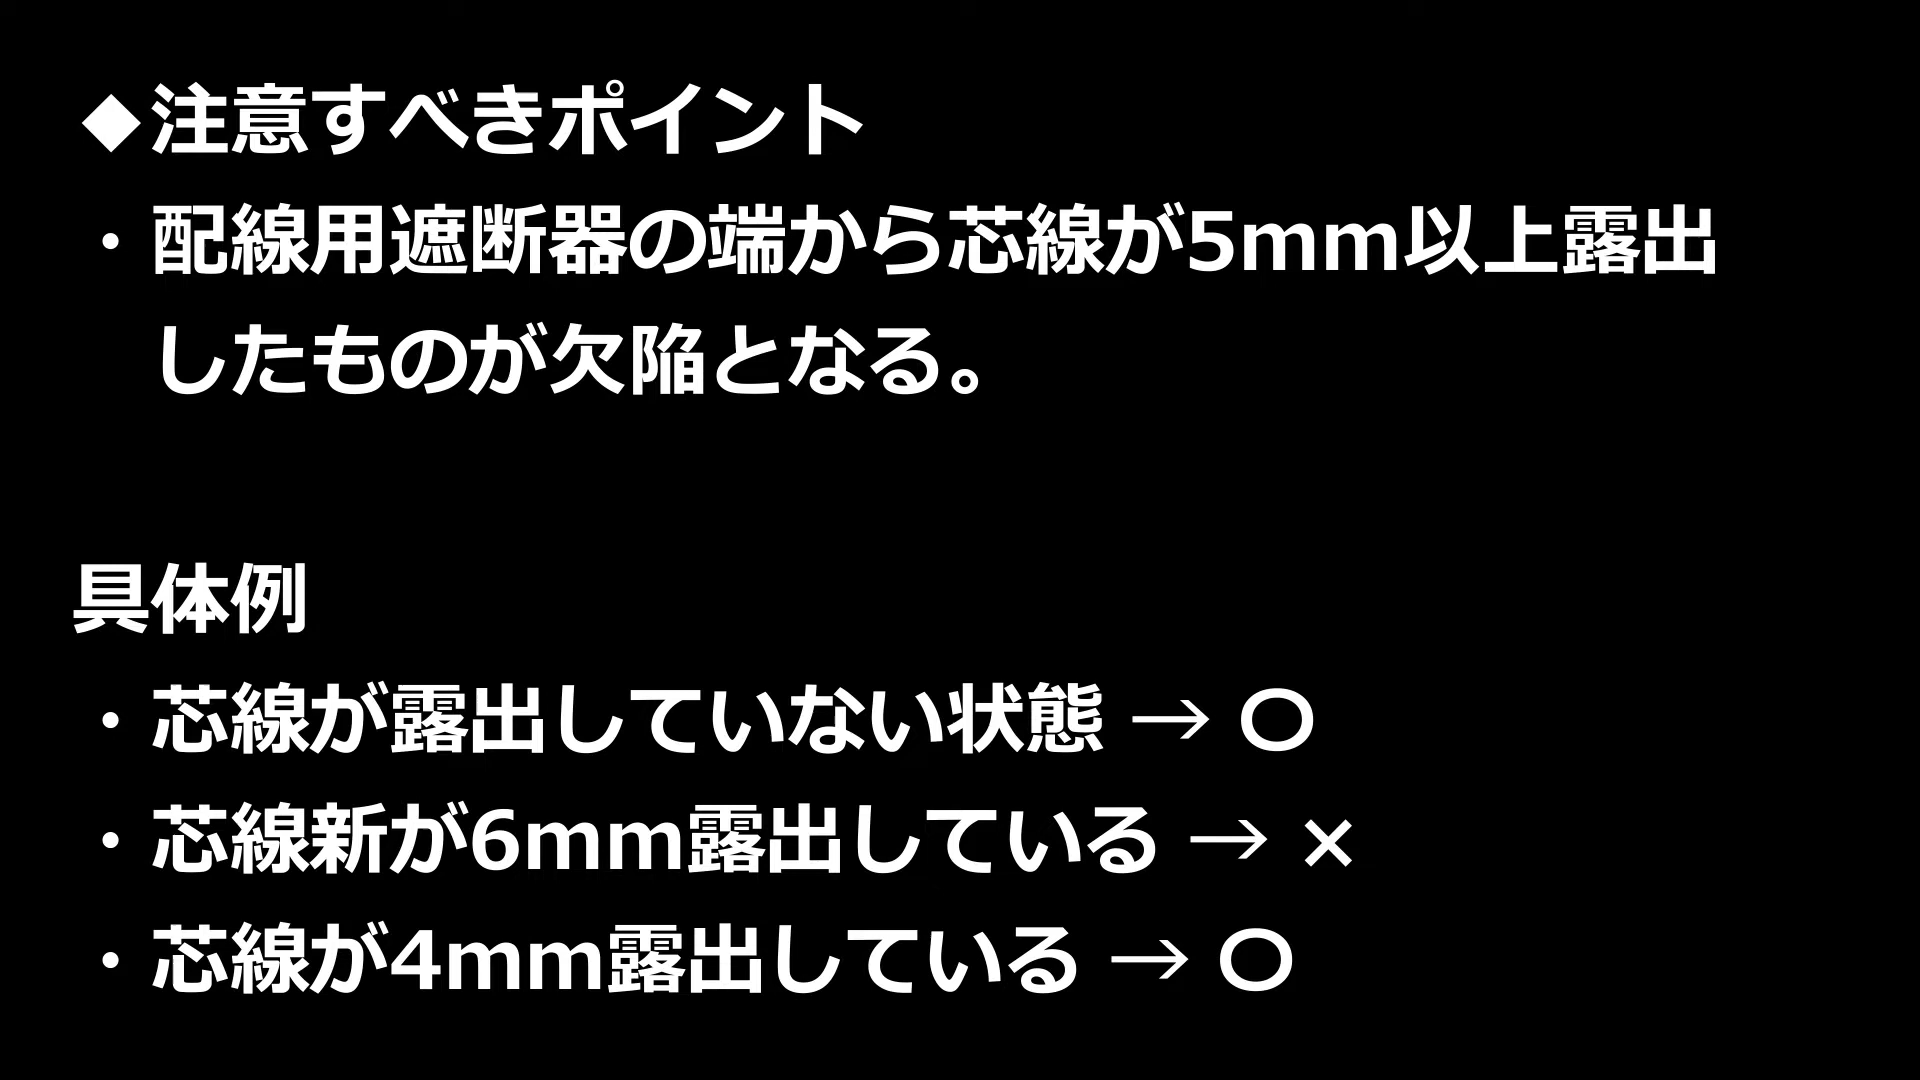 ◆注意すべきポイント
・配線用遮断器の端から芯線が5mm以上露出
したものが欠陥となる。
具体例
・芯線が露出していない状態 → 〇
・芯線新が6mm露出している → ×
・芯線が4mm露出している → 〇